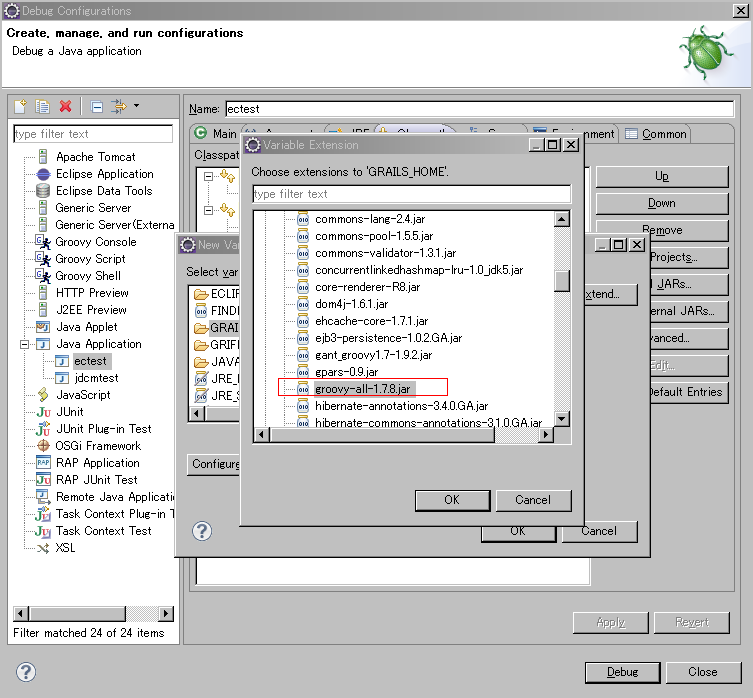 Debug Configurations
Create, manage, and run configurations
Debug a Java application
type filter text
Apache Tomcat
Eclipse Application
Eclipse Data Tools
Generic Server
Generic Server(Externa
Groovy Console
Groovy Script
Groovy Shell
HTTP Preview
J2EE Preview
Java Applet
Java Application
ectest
jdcmtest
JavaScript
JUnit
JUnit Plug-in Test
OSGi Framework
RAP Application
RAP JUnit Test
Remote Java Applicati
Task Context Plug-in T
Task Context Test
XSL
Filter matched 24 of 24 items
Name: ectest
Main
Common
Classpat
Up
Down
Remove
Projects...
JARs...
ernal JARs...
vanced...
Edit...
Default Entries
Apply
Revert
Debug
Close
New Var
Select var
ECLIP
FINDI
GRAIL
GRIFF
JAVA
JRE_
JRE_S
xtend...
Configure
OK
Cancel
Variable Extension
Choose extensions to 'GRAILS_HOME'.
type filter text
commons-lang-2.4.jar
commons-pool-1.5.5.jar
commons-validator-1.3.1.jar
concurrentlinkedhashmap-lru-1.0_jdk5.jar
core-renderer-R8.jar
dom4j-1.6.1.jar
ehcache-core-1.7.1.jar
ejb3-persistence-1.0.2.GA.jar
gant_groovy1.7-1.9.2.jar
gpars-0.9.jar
groovy-all-1.7.8.jar
hibernate-annotations-3.4.0.GA.jar
hibernate-commons-annotations-3.1.0.GA.jar
OK
Cancel